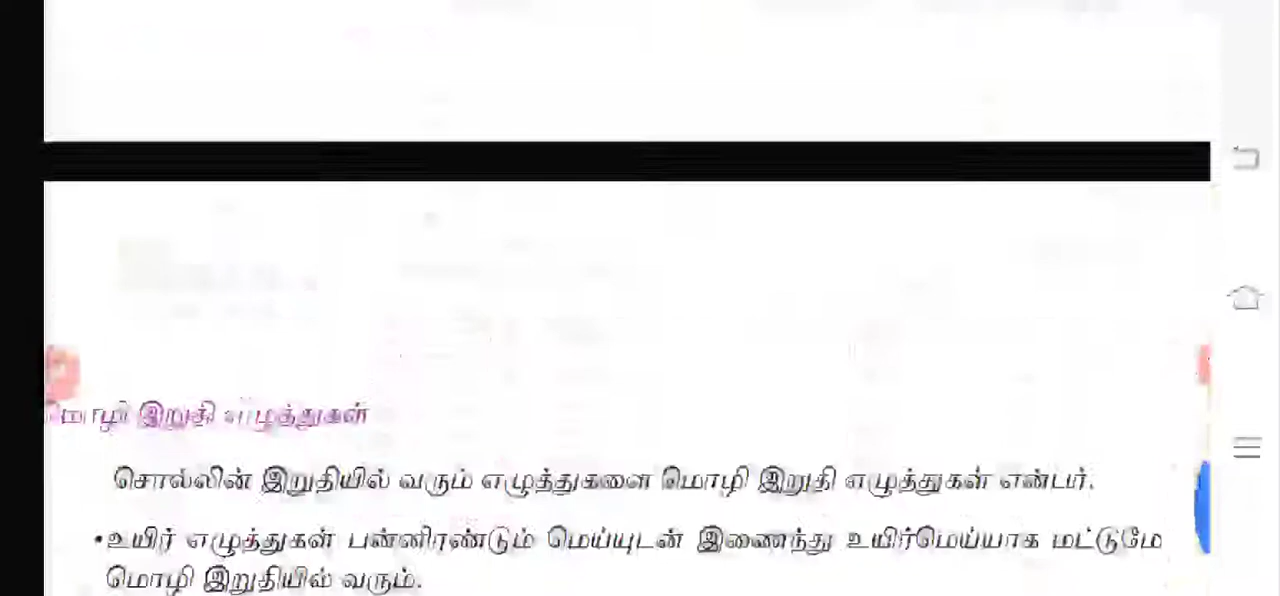 மொழி இறுதி எழுத்துகள்
சொல்லின் இறுதியில் வரும் எழுத்துகளை மொழி இறுதி எழுத்துகள் என்பர்.
•உயிர் எழுத்துகள் பன்னிரண்டும் மெய்யுடன் இணைந்து உயிர்மெய்யாக மட்டுமே
மொழி இறுதியில் வரும்.